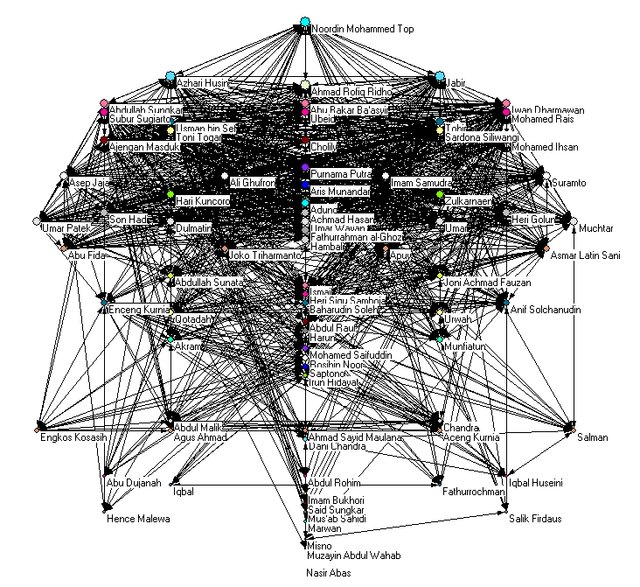 Noordin Mohammed Top
Azhari Husin
Jabir
Ahmad Rofiq Ridho
Abdullah Sungkar
Abu Bakar Ba'asyir
Iwan Dharmawan
Subur Sugiarto
Ubeid
Mohamed Rais
Usman bin Sef
Toni Togar
Sardona Siliwangi
Ajengan Masduki
Cholily
Mohamed Ihsan
Purnama Putra
Asep Jaja
Ali Ghufron
Imam Samudra
Suramto
Aris Munandar
Hari Kuncoro
Zulkarnaen
Aduno
Son Hadi
Achmad Hasan
Heri Golun
Umar Patek
Dulmatin
Umar Wayan
Umar
Muchtar
Fathurrahman al-Ghozi
Hambali
Abu Fida
Joko Triharmanto
Apuy
Asmar Latin Sani
Abdullah Sunata
Joni Achmad Fauzan
Ismail
Heri Sigu Samboja
Enceng Kurnia
Baharudin Soleh
Anif Solchanudin
Qotadah
Urwah
Abdul Rauf
Harun
Akram
Munfiatun
Mohamed Saifuddin
Rosihin Noor
Saptono
Irun Hidayat
Abdul Malik
Chandra
Engkos Kosasih
Agus Ahmad
Ahmad Sayid Maulana
Aceng Kurnia
Salman
Dani Chandra
Abu Dujanah
Abdul Rohim
Iqbal Huseini
Iqbal
Fathurrochman
Imam Bukhori
Said Sungkar
Hence Malewa
Mus'ab Sahidi
Salik Firdaus
Marwan
Misno
Muzayin Abdul Wahab
Nasir Abas